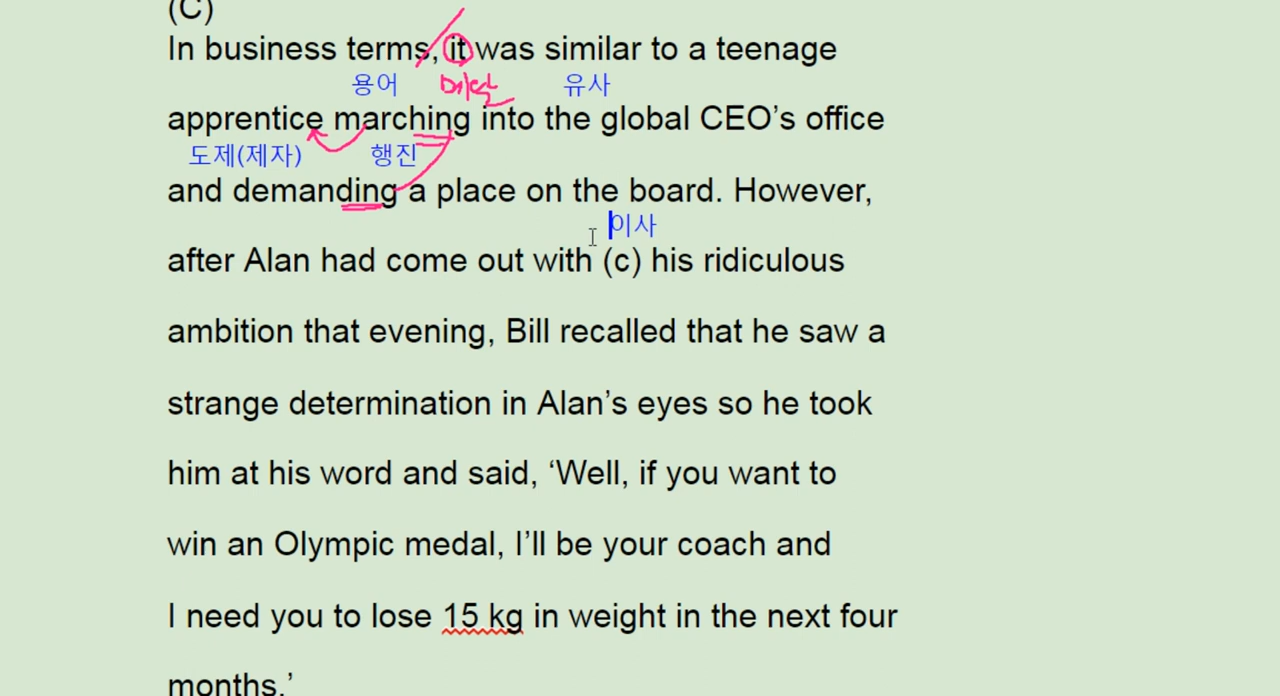 (C)
In business terms, it was similar to a teenage
용어 유사
apprentice marching into the global CEO’s office
도제(제자) 행진
and demanding a place on the board. However,
이사
after Alan had come out with (c) his ridiculous
ambition that evening, Bill recalled that he saw a
strange determination in Alan’s eyes so he took
him at his word and said, ‘Well, if you want to
win an Olympic medal, I’ll be your coach and
I need you to lose 15 kg in weight in the next four
months.’